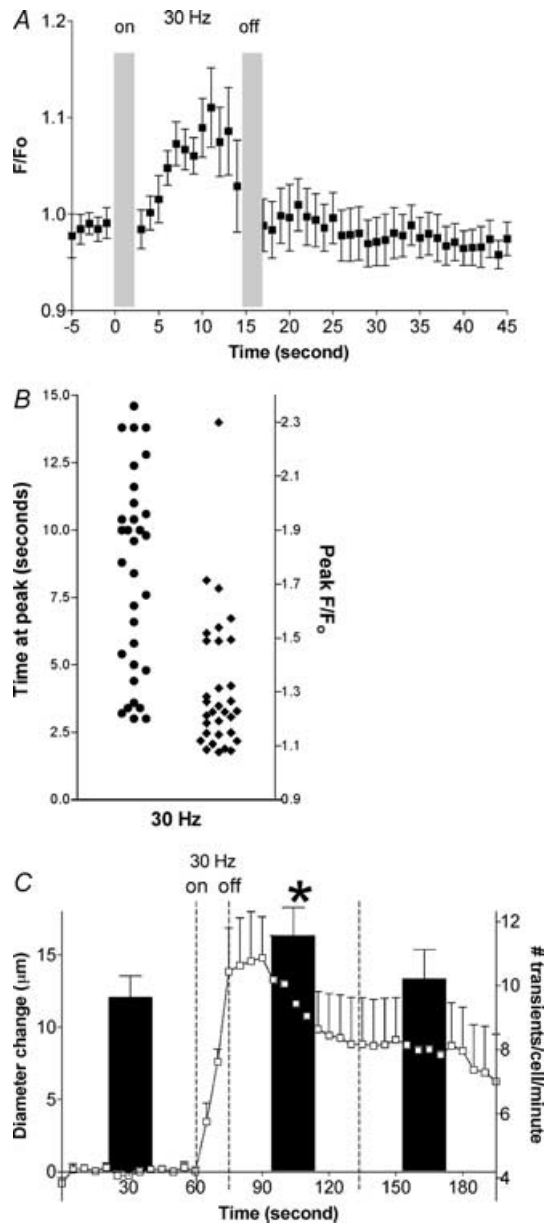 A
30 Hz
on
off
1.2
1.1
1.0
0.9
F/Fo
-5 0 5 10 15 20 25 30 35 40 45
Time (second)
B
15.0
12.5
10.0
7.5
5.0
2.5
0.0
Time at peak (seconds)
2.3
2.1
1.9
1.7
1.5
1.3
1.1
0.9
Peak F/Fo
30 Hz
C
30 Hz
on off
*
15
10
5
0
Diameter change (µm)
12
10
8
6
4
# transients/cell/minute
30 60 90 120 150 180
Time (second)